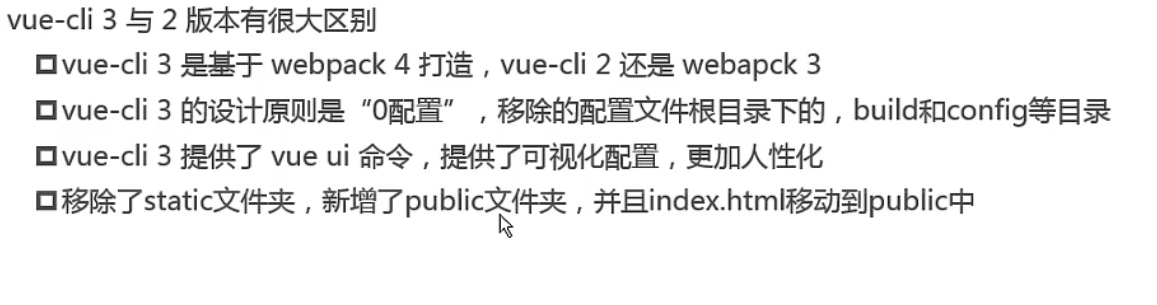 vue-cli 3 与 2 版本有很大区别
vue-cli 3 是基于 webpack 4 打造，vue-cli 2 还是 webapck 3
vue-cli 3 的设计原则是“0配置”，移除的配置文件根目录下的，build和config等目录
vue-cli 3 提供了 vue ui 命令，提供了可视化配置，更加人性化
移除了static文件夹，新增了public文件夹，并且index.html移动到public中